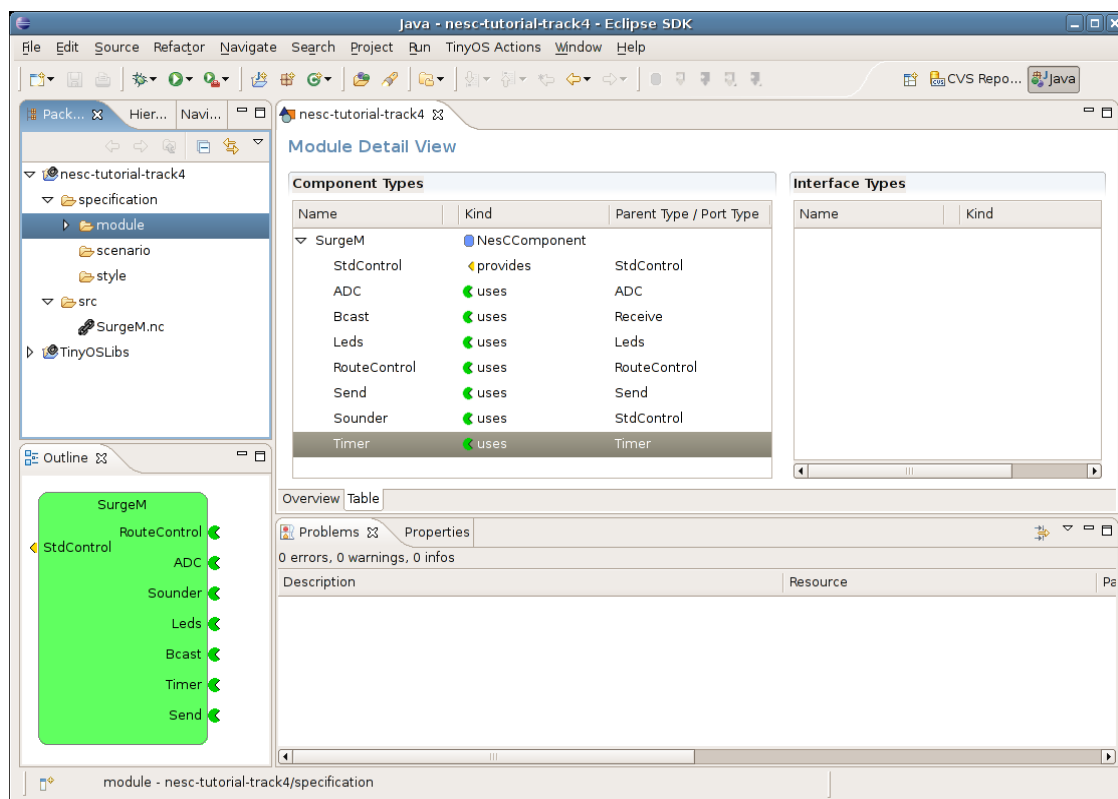 Java - nesc-tutorial-track4 - Eclipse SDK
File Edit Source Refactor Navigate Search Project Run TinyOS Actions Window Help
CVS Repo... Java
Pack... Hier... Navi...
nesc-tutorial-track4
specification
module
scenario
style
src
SurgeM.nc
TinyOSLibs
nesc-tutorial-track4
Module Detail View
Component Types
Name Kind Parent Type / Port Type
SurgeM NesCComponent
StdControl provides StdControl
ADC uses ADC
Bcast uses Receive
Leds uses Leds
RouteControl uses RouteControl
Send uses Send
Sounder uses StdControl
Timer uses Timer
Interface Types
Name Kind
Overview Table
Outline
SurgeM
RouteControl
StdControl
ADC
Sounder
Leds
Bcast
Timer
Send
Problems Properties
0 errors, 0 warnings, 0 infos
Description Resource Pa
module - nesc-tutorial-track4/specification